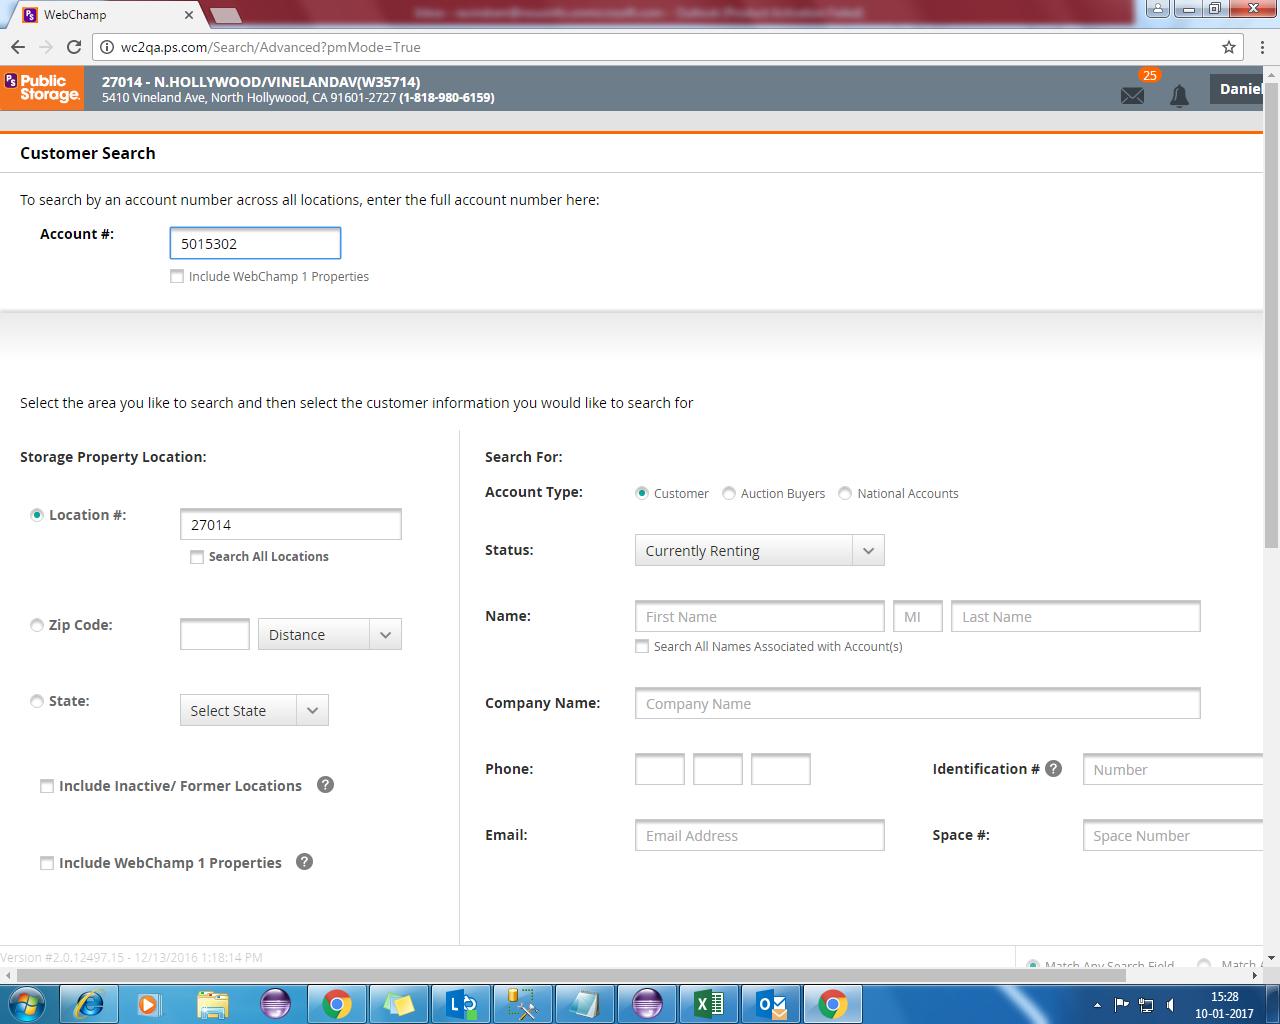 WebChamp
wc2qa.ps.com/Search/Advanced?pmMode=True
PS Public Storage.
27014 - N.HOLLYWOOD/VINELANDAV(W35714)
5410 Vineland Ave, North Hollywood, CA 91601-2727 (1-818-980-6159)
25
Daniel
Customer Search
To search by an account number across all locations, enter the full account number here:
Account #:
5015302
Include WebChamp 1 Properties
Select the area you like to search and then select the customer information you would like to search for
Storage Property Location:
Search For:
Account Type:
Customer
Auction Buyers
National Accounts
Location #:
27014
Search All Locations
Status:
Currently Renting
Zip Code:
Distance
Name:
First Name
MI
Last Name
Search All Names Associated with Account(s)
State:
Select State
Company Name:
Company Name
Include Inactive/ Former Locations
?
Phone:
Identification #
?
Number
Email:
Email Address
Space #:
Space Number
Include WebChamp 1 Properties
?
Version #2.0.12497.15 - 12/13/2016 1:18:14 PM
Match Any Search Field
Match A
15:28
10-01-2017